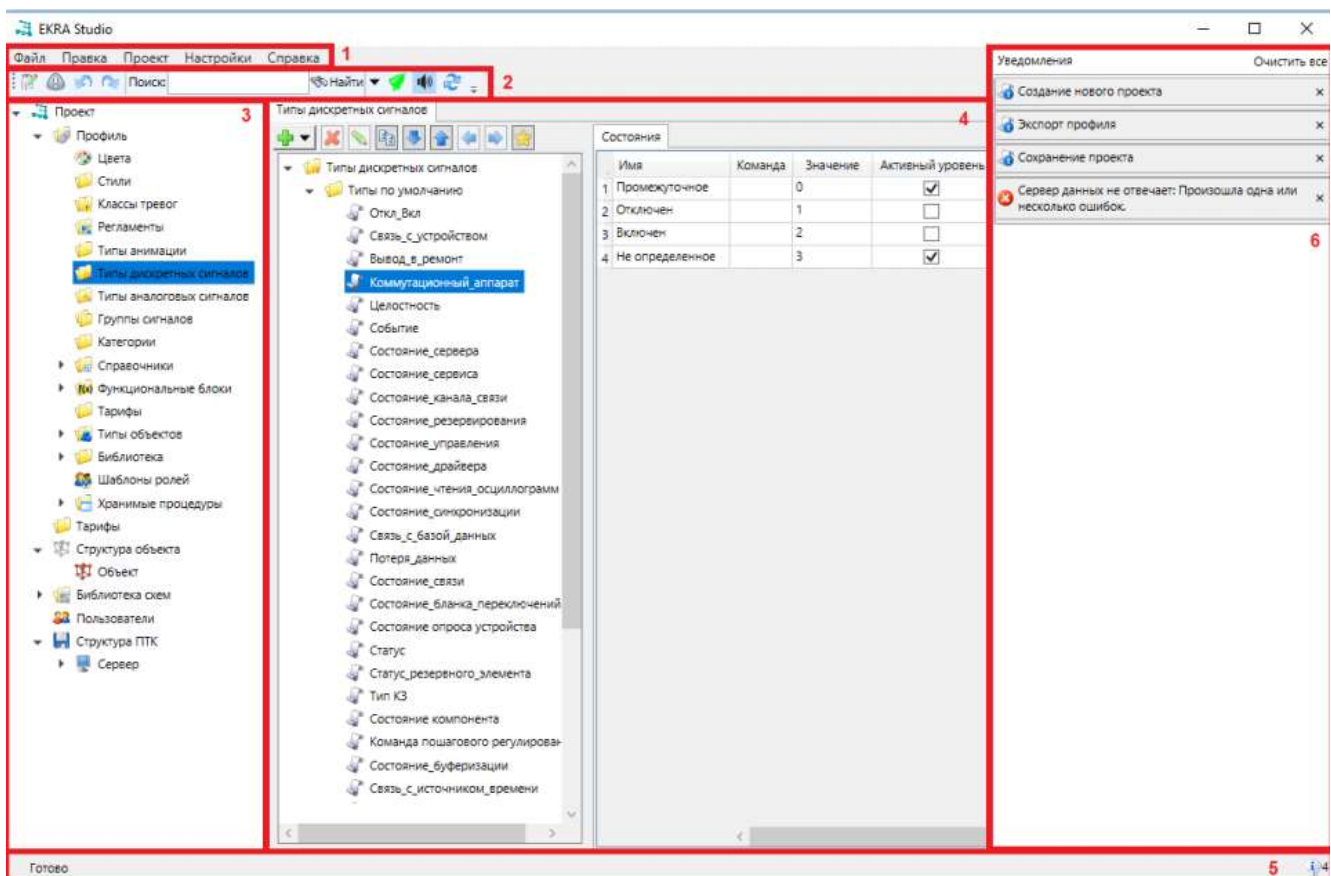 EKRA Studio
Файл Правка Проект Настройки Справка 1
Поиск: Найти 2
3
Проект
Профиль
Цвета
Стили
Классы тревог
Регламенты
Типы анимации
Типы дискретных сигналов
Типы аналоговых сигналов
Группы сигналов
Категории
Справочники
f(x) Функциональные блоки
Тарифы
Типы объектов
Библиотека
Шаблоны ролей
Хранимые процедуры
Тарифы
Структура объекта
Объект
Библиотека схем
Пользователи
Структура ПТК
Сервер
Типы дискретных сигналов
4
Типы дискретных сигналов
Типы по умолчанию
Откл_Вкл
Связь_с_устройством
Вывод_в_ремонт
Коммутационный_аппарат
Целостность
Событие
Состояние_сервера
Состояние_сервиса
Состояние_канала_связи
Состояние_резервирования
Состояние_управления
Состояние_драйвера
Состояние_чтения_осциллограмм
Состояние_синхронизации
Связь_с_базой_данных
Потеря_данных
Состояние_связи
Состояние_бланка_переключений
Состояние опроса устройства
Статус
Статус_резервного_элемента
Тип КЗ
Состояние компонента
Команда пошагового регулирован
Состояние_буферизации
Связь_с_источником_времени
Состояния
Имя Команда Значение Активный уровень
1 Промежуточное 0
2 Отключен 1
3 Включен 2
4 Не определенное 3
Уведомления Очистить все
Создание нового проекта
Экспорт профиля
Сохранение проекта
Сервер данных не отвечает: Произошла одна или
несколько ошибок.
6
Готово 5 4